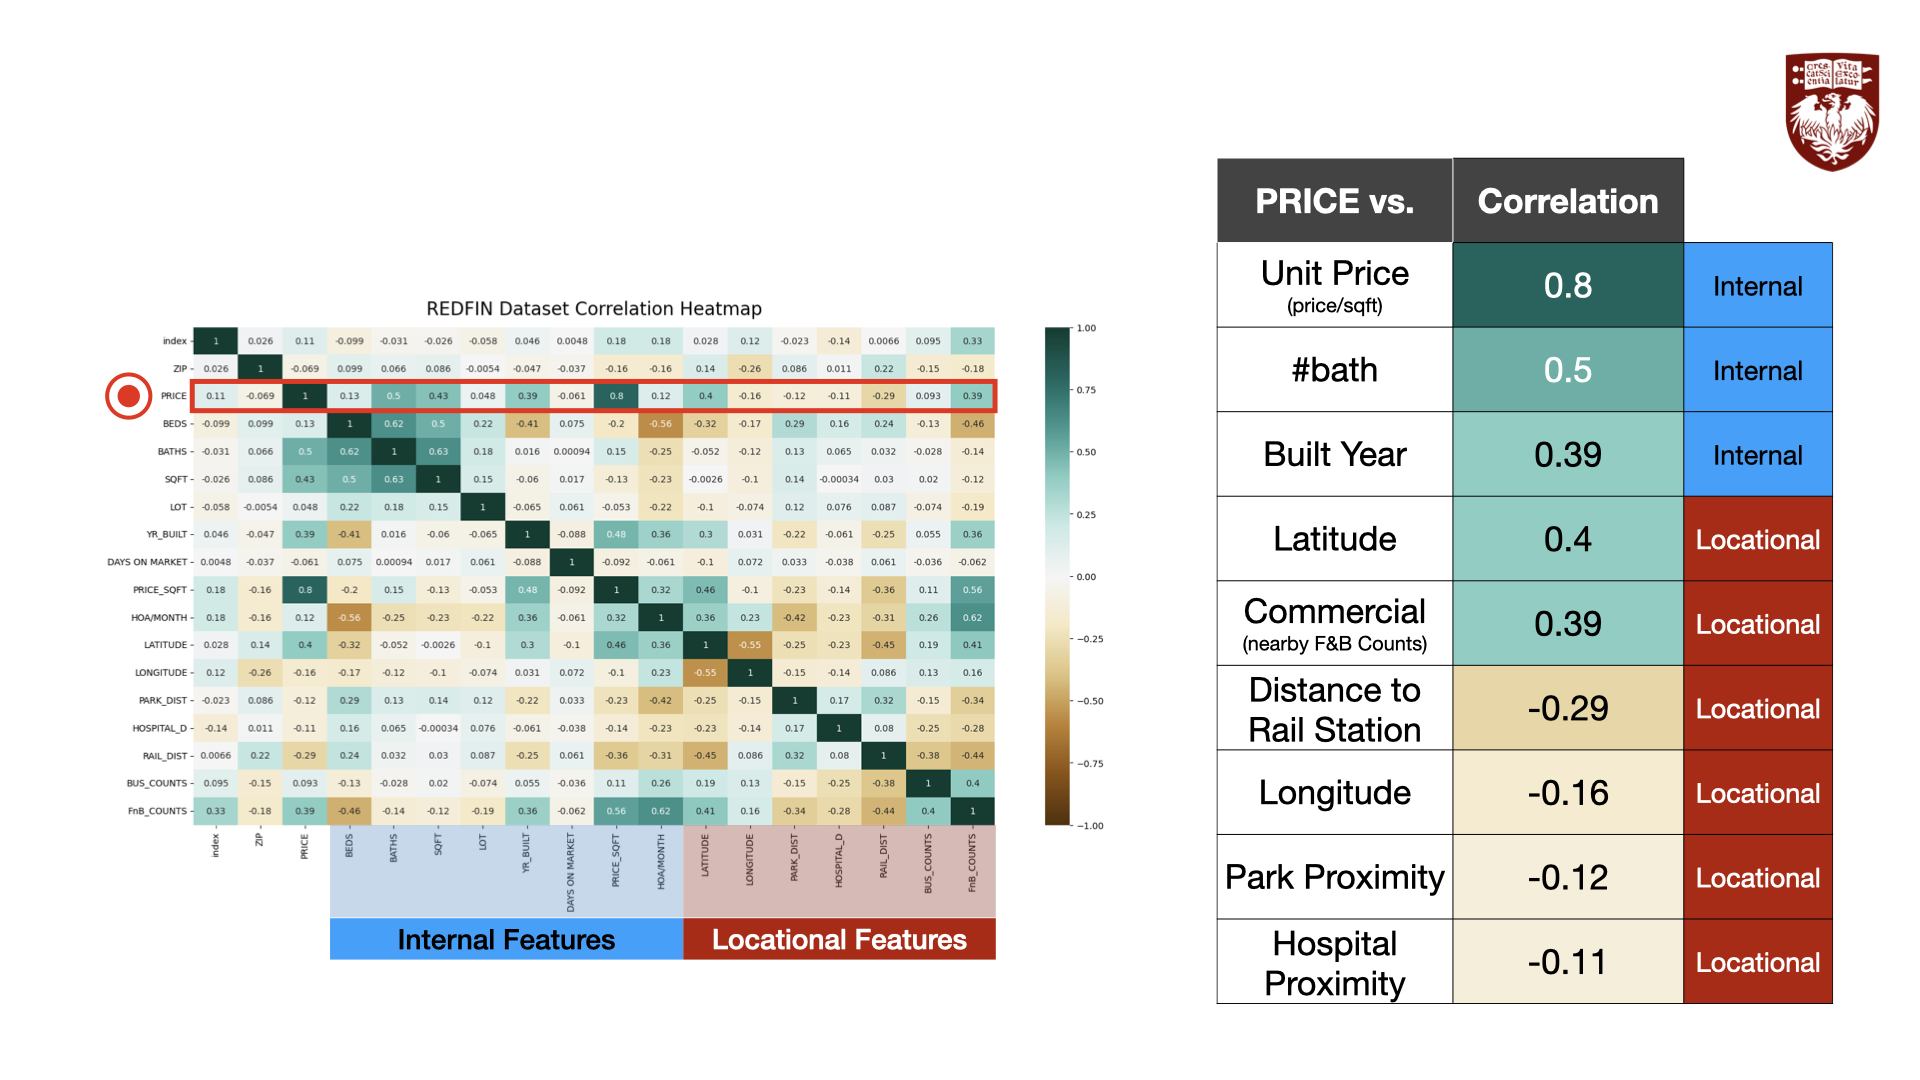 Cres
cat Sci
entia
Vita
Exco
latur
REDFIN Dataset Correlation Heatmap
index 1 0.026 0.11 -0.099 -0.031 -0.026 -0.058 0.046 0.0048 0.18 0.18 0.028 0.12 -0.023 -0.14 0.0066 0.095 0.33
ZIP 0.026 1 -0.069 0.099 0.066 0.086 -0.0054 -0.047 -0.037 -0.16 -0.16 0.14 -0.26 0.086 0.011 0.22 -0.15 -0.18
PRICE 0.11 -0.069 1 0.13 0.5 0.43 0.048 0.39 -0.061 0.8 0.12 0.4 -0.16 -0.12 -0.11 -0.29 0.093 0.39
BEDS -0.099 0.099 0.13 1 0.62 0.5 0.22 -0.41 0.075 -0.2 -0.56 -0.32 -0.17 0.29 0.16 0.24 -0.13 -0.46
BATHS -0.031 0.066 0.5 0.62 1 0.63 0.18 0.016 0.00094 0.15 -0.25 -0.052 -0.12 0.13 0.065 0.032 -0.028 -0.14
SQFT -0.026 0.086 0.43 0.5 0.63 1 0.15 -0.06 0.017 -0.13 -0.23 -0.0026 -0.1 0.14 -0.00034 0.03 0.02 -0.12
LOT -0.058 -0.0054 0.048 0.22 0.18 0.15 1 -0.065 0.061 -0.053 -0.22 -0.1 -0.074 0.12 0.076 0.087 -0.074 -0.19
YR_BUILT 0.046 -0.047 0.39 -0.41 0.016 -0.06 -0.065 1 -0.088 0.48 0.36 0.3 0.031 -0.22 -0.061 -0.25 0.055 0.36
DAYS ON MARKET 0.0048 -0.037 -0.061 0.075 0.00094 0.017 0.061 -0.088 1 -0.092 -0.061 -0.1 0.072 0.033 -0.038 0.061 -0.036 -0.062
PRICE_SQFT 0.18 -0.16 0.8 -0.2 0.15 -0.13 -0.053 0.48 -0.092 1 0.32 0.46 -0.1 -0.23 -0.14 -0.36 0.11 0.56
HOA/MONTH 0.18 -0.16 0.12 -0.56 -0.25 -0.23 -0.22 0.36 -0.061 0.32 1 0.36 0.23 -0.42 -0.23 -0.31 0.26 0.62
LATITUDE 0.028 0.14 0.4 -0.32 -0.052 -0.0026 -0.1 0.3 -0.1 0.46 0.36 1 -0.55 -0.25 -0.23 -0.45 0.19 0.41
LONGITUDE 0.12 -0.26 -0.16 -0.17 -0.12 -0.1 -0.074 0.031 0.072 -0.1 0.23 -0.55 1 -0.15 -0.14 0.086 0.13 0.16
PARK_DIST -0.023 0.086 -0.12 0.29 0.13 0.14 0.12 -0.22 0.033 -0.23 -0.42 -0.25 -0.15 1 0.17 0.32 -0.15 -0.34
HOSPITAL_D -0.14 0.011 -0.11 0.16 0.065 -0.00034 0.076 -0.061 -0.038 -0.14 -0.23 -0.23 -0.14 0.17 1 0.08 -0.25 -0.28
RAIL_DIST 0.0066 0.22 -0.29 0.24 0.032 0.03 0.087 -0.25 0.061 -0.36 -0.31 -0.45 0.086 0.32 0.08 1 -0.38 -0.44
BUS_COUNTS 0.095 -0.15 0.093 -0.13 -0.028 0.02 -0.074 0.055 -0.036 0.11 0.26 0.19 0.13 -0.15 -0.25 -0.38 1 0.4
FnB_COUNTS 0.33 -0.18 0.39 -0.46 -0.14 -0.12 -0.19 0.36 -0.062 0.56 0.62 0.41 0.16 -0.34 -0.28 -0.44 0.4 1
index ZIP PRICE BEDS BATHS SQFT LOT YR_BUILT DAYS ON MARKET PRICE_SQFT HOA/MONTH LATITUDE LONGITUDE PARK_DIST HOSPITAL_D RAIL_DIST BUS_COUNTS FnB_COUNTS
1.00
0.75
0.50
0.25
0.00
−0.25
−0.50
−0.75
−1.00
Internal Features
Locational Features
PRICE vs. Correlation
Unit Price
(price/sqft)
0.8 Internal
#bath 0.5 Internal
Built Year 0.39 Internal
Latitude 0.4 Locational
Commercial
(nearby F&B Counts)
0.39 Locational
Distance to
Rail Station
-0.29 Locational
Longitude -0.16 Locational
Park Proximity -0.12 Locational
Hospital
Proximity
-0.11 Locational